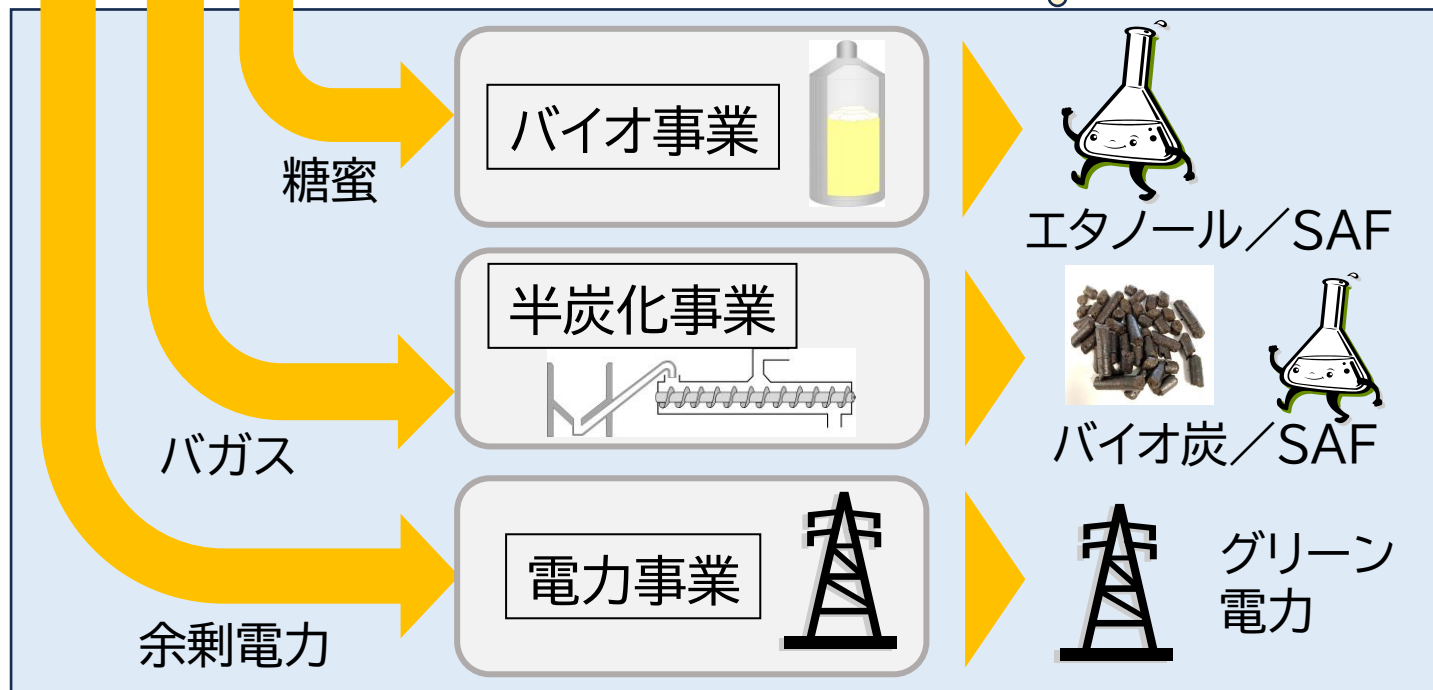 バイオ事業
糖蜜
エタノール／SAF
半炭化事業
バガス
バイオ炭／SAF
電力事業
余剰電力
グリーン
電力